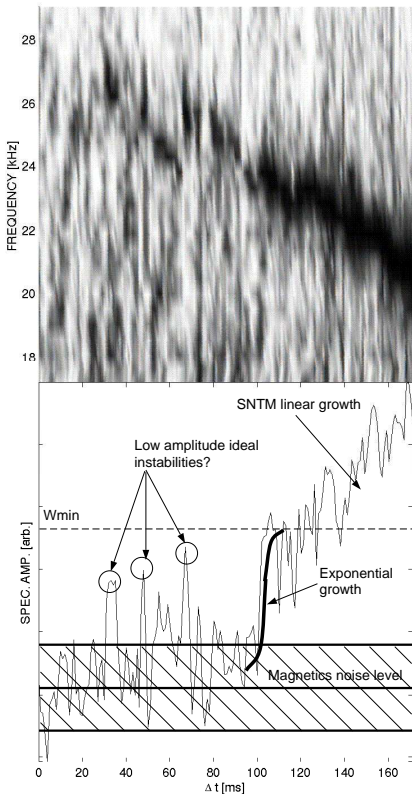 28
26
24
22
20
18
FREQUENCY [kHz]
SNTM linear growth
Low amplitude ideal
instabilities?
Wmin
SPEC. AMP. [arb.]
Exponential
growth
Magnetics noise level
0 20 40 60 80 100 120 140 160
Δ t [ms]